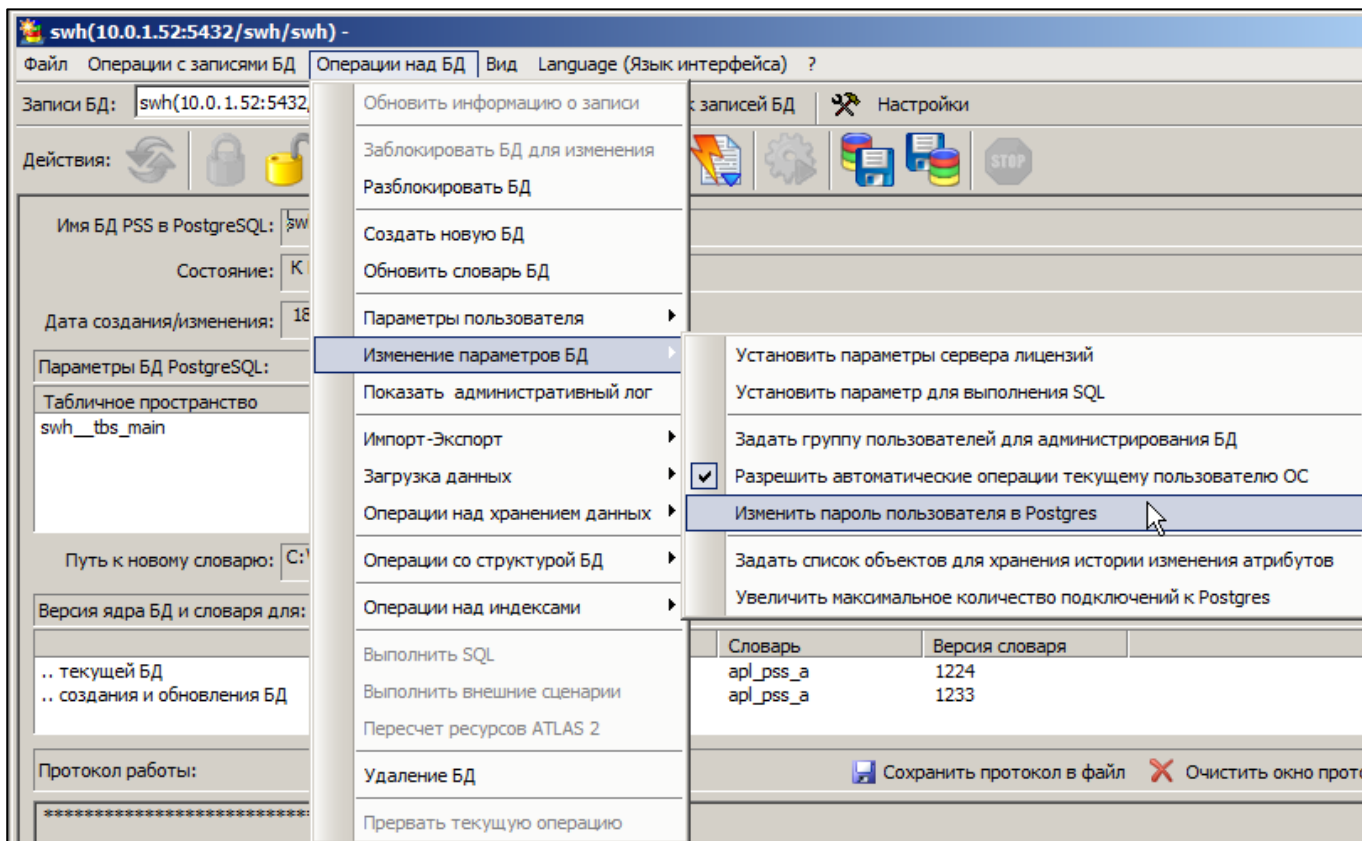 swh(10.0.1.52:5432/swh/swh) -
Файл Операции с записями БД Операции над БД Вид Language (Язык интерфейса) ?
Записи БД: swh(10.0.1.52:5432 записей БД Настройки
Действия: STOP
Имя БД PSS в PostgreSQL:
Состояние: К
Дата создания/изменения: 18
Параметры БД PostgreSQL:
Табличное пространство
swh__tbs_main
Путь к новому словарю: C:\
Версия ядра БД и словаря для:
Словарь Версия словаря
.. текущей БД apl_pss_a 1224
.. создания и обновления БД apl_pss_a 1233
Протокол работы: Сохранить протокол в файл Очистить окно
******************************
Обновить информацию о записи
Заблокировать БД для изменения
Разблокировать БД
Создать новую БД
Обновить словарь БД
Параметры пользователя
Изменение параметров БД
Показать административный лог
Импорт-Экспорт
Загрузка данных
Операции над хранением данных
Операции со структурой БД
Операции над индексами
Выполнить SQL
Выполнить внешние сценарии
Пересчет ресурсов ATLAS 2
Удаление БД
Прервать текущую операцию
Установить параметры сервера лицензий
Установить параметр для выполнения SQL
Задать группу пользователей для администрирования БД
Разрешить автоматические операции текущему пользователю ОС
Изменить пароль пользователя в Postgres
Задать список объектов для хранения истории изменения атрибутов
Увеличить максимальное количество подключений к Postgres